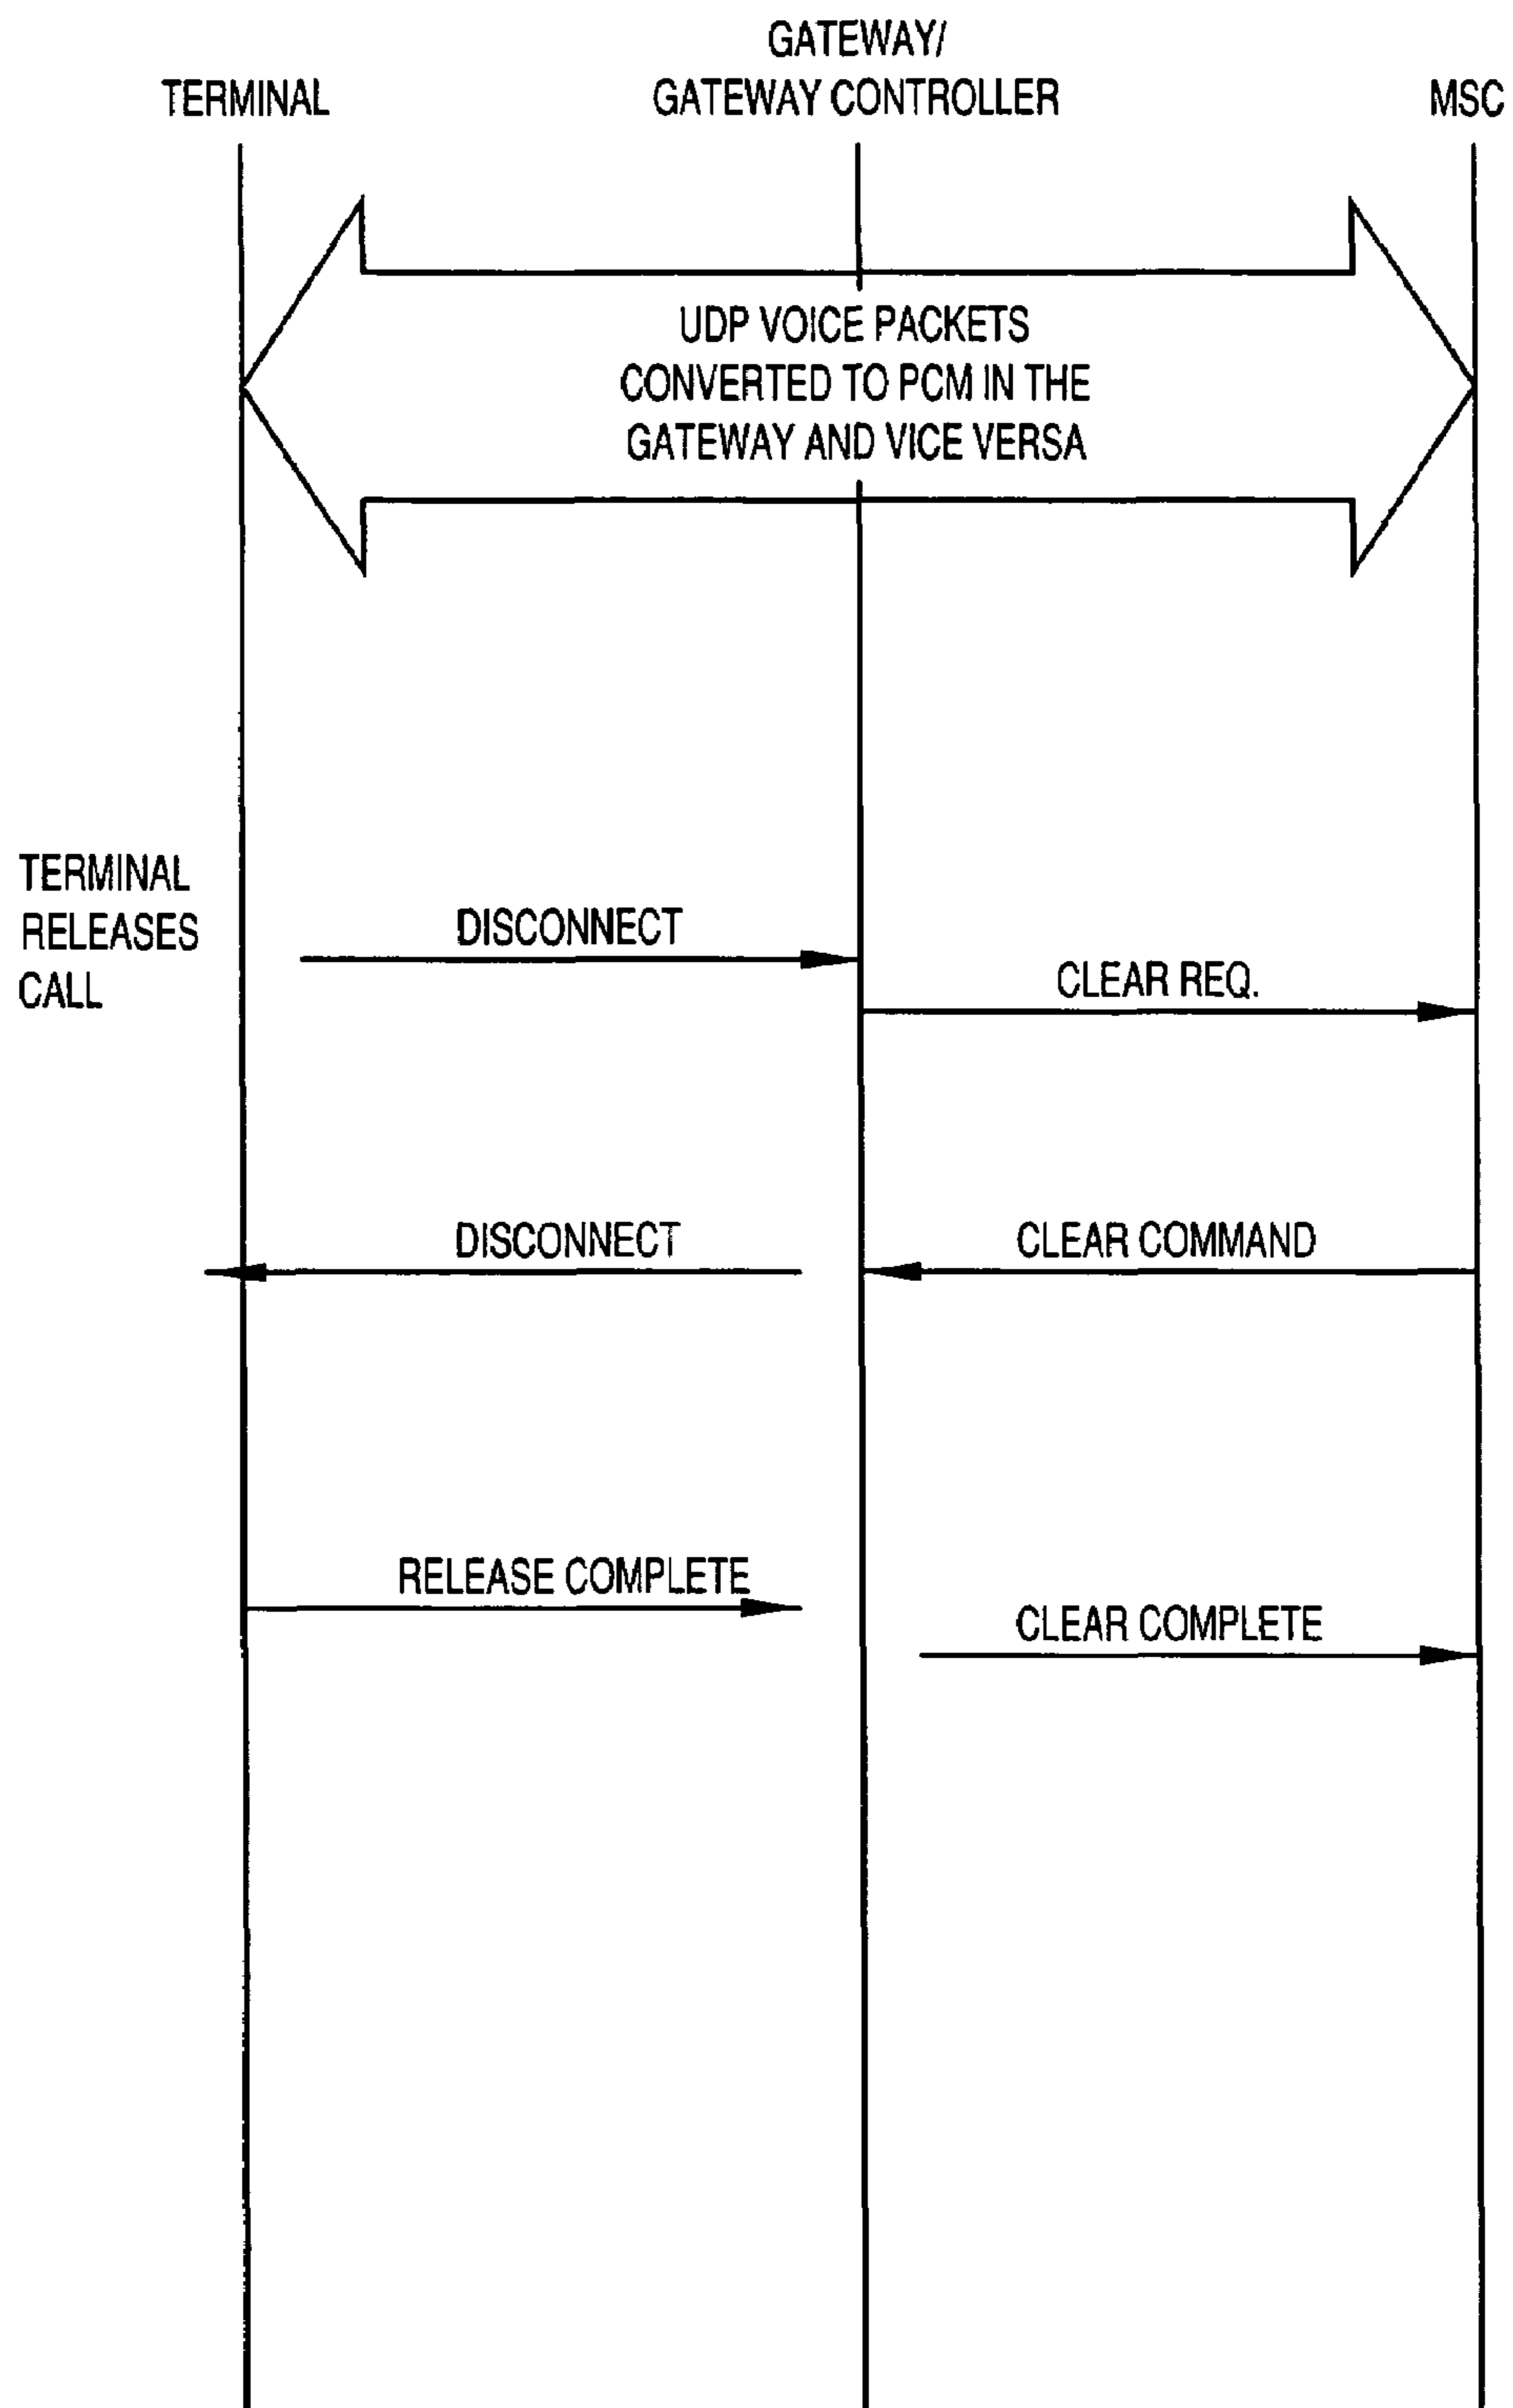 GATEWAY/
TERMINAL GATEWAY CONTROLLER MSC
UDP VOICE PACKETS
CONVERTED TO PCM IN THE
GATEWAY AND VICE VERSA
TERMINAL
RELEASES
CALL
DISCONNECT
CLEAR REQ.
DISCONNECT CLEAR COMMAND
RELEASE COMPLETE
CLEAR COMPLETE